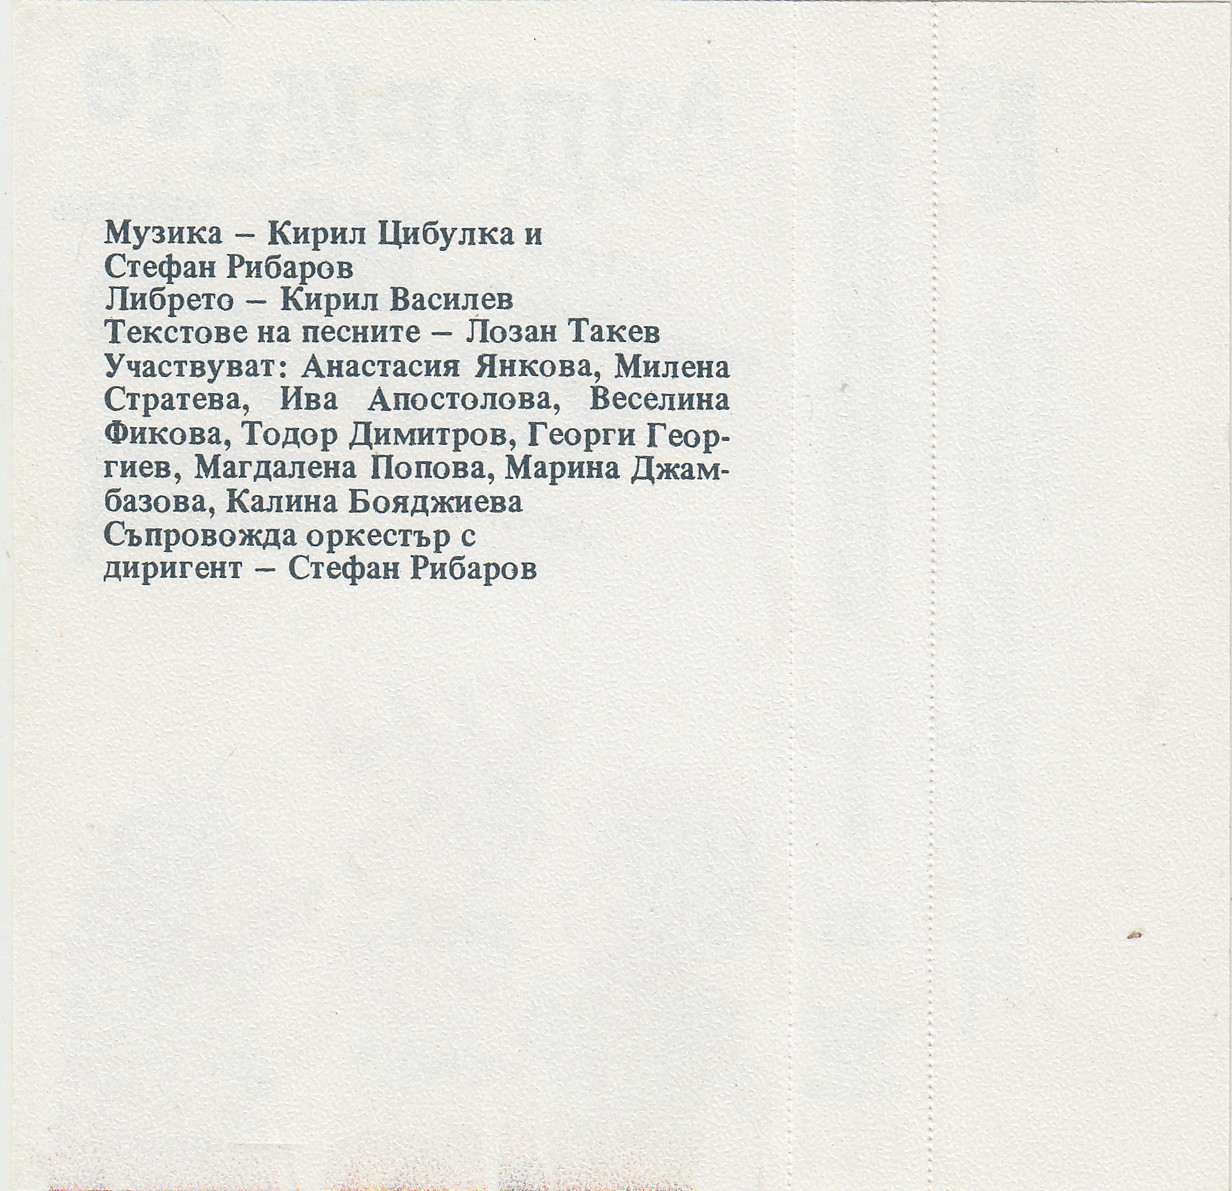 Музика – Кирил Цибулка и
Стефан Рибаров
Либрето – Кирил Василев
Текстове на песните – Лозан Такев
Участвуват: Анастасия Янкова, Милена
Стратева, Ива Апостолова, Веселина
Фикова, Тодор Димитров, Георги Геор-
гиев, Магдалена Попова, Марина Джам-
базова, Калина Бояджиева
Съпровожда оркестър с
диригент – Стефан Рибаров